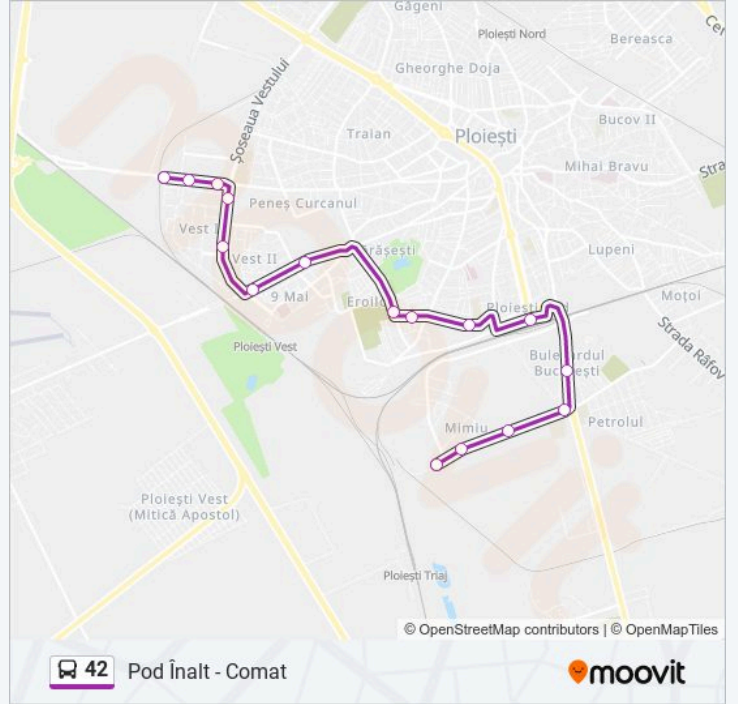 Găgeni
Ploiești Nord
Bereasca
Gheorghe Doja
Șoseaua Vestului
Bucov II
Traian
Ploiești
Mihai Bravu
Stra
Peneș Curcanul
Vest I
Vest II
Lupeni
9 Mai
Eroilo
Moțoi
Ploiești Vest
Strada Râfov
București
Mimiu
Petrolul
Ploiești Vest
(Mitică Apostol)
Ploiești Triaj
© OpenStreetMap contributors | © OpenMapTiles
42 Pod Înalt - Comat
moovit